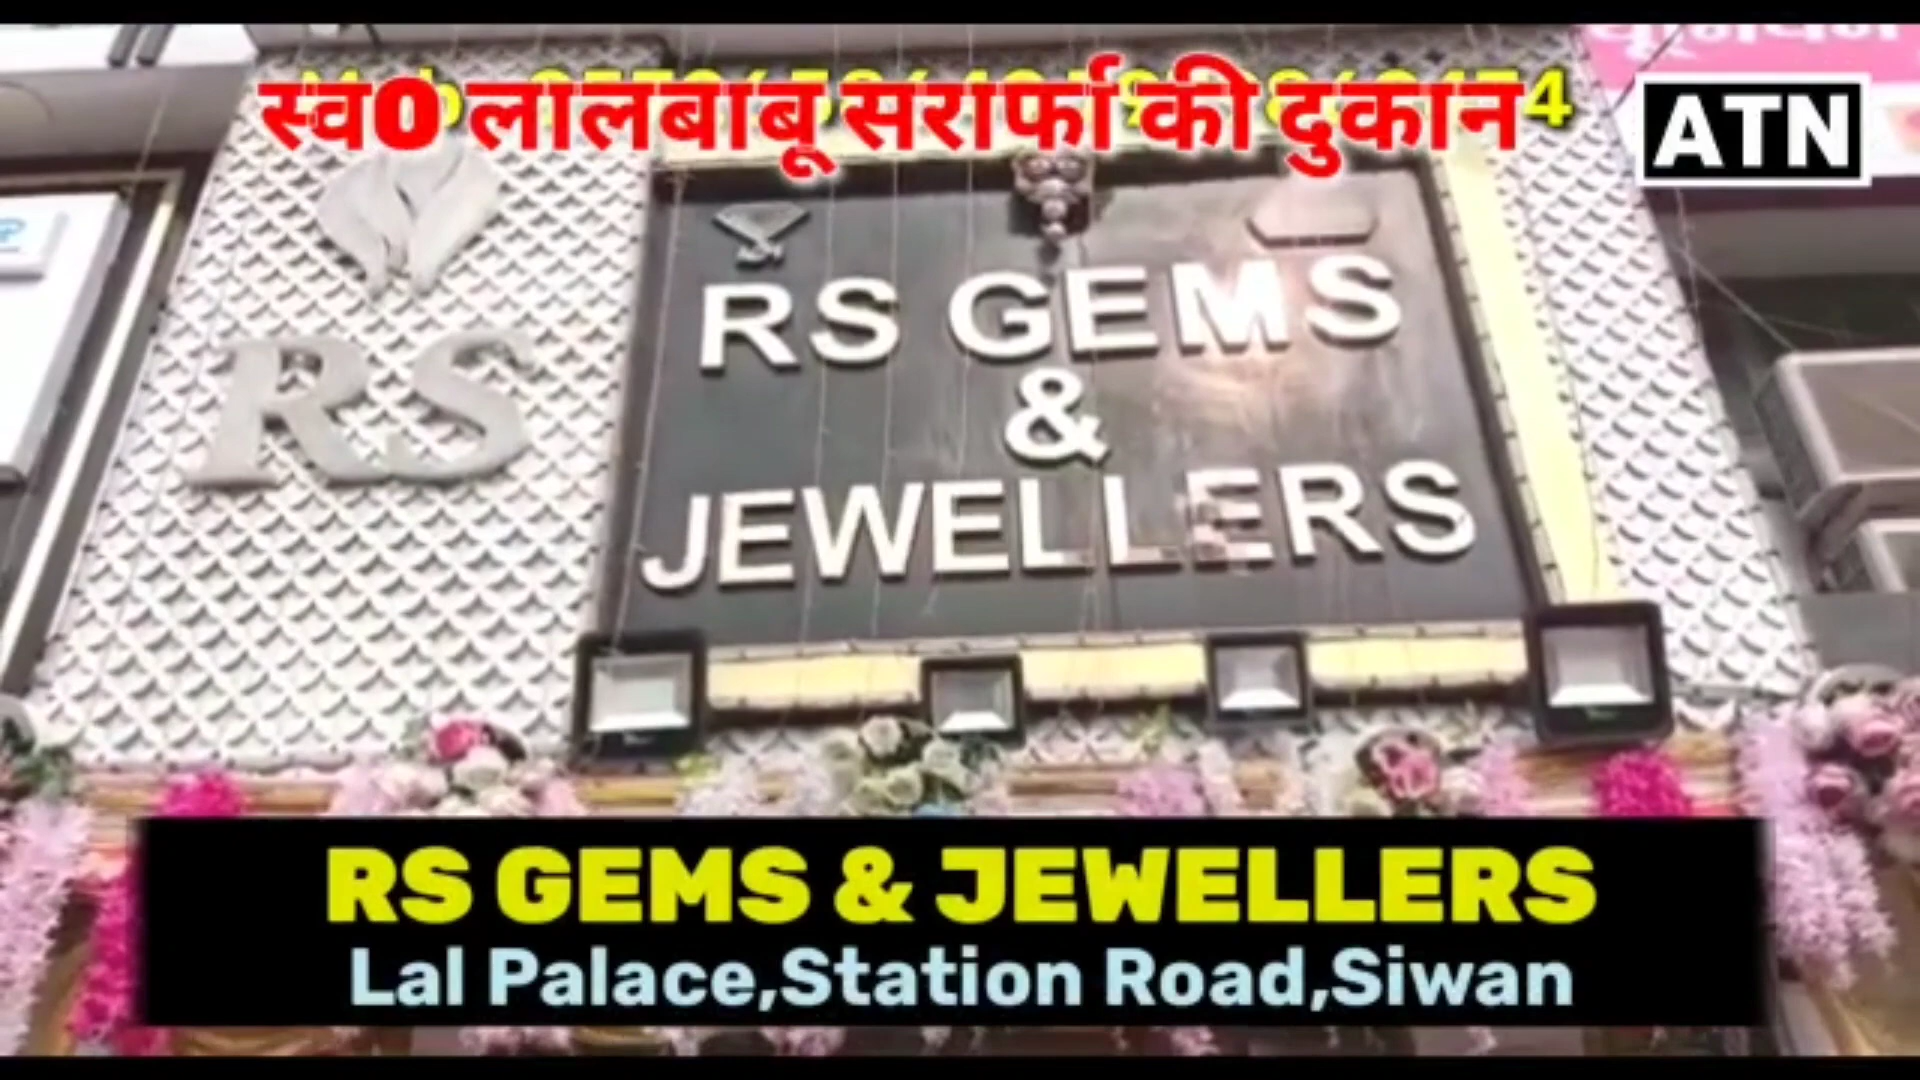 स्व0 लालबाबू सरार्फा की दुकान
ATN
RS GEMS
&
JEWELLERS
RS
RS GEMS & JEWELLERS
Lal Palace,Station Road,Siwan